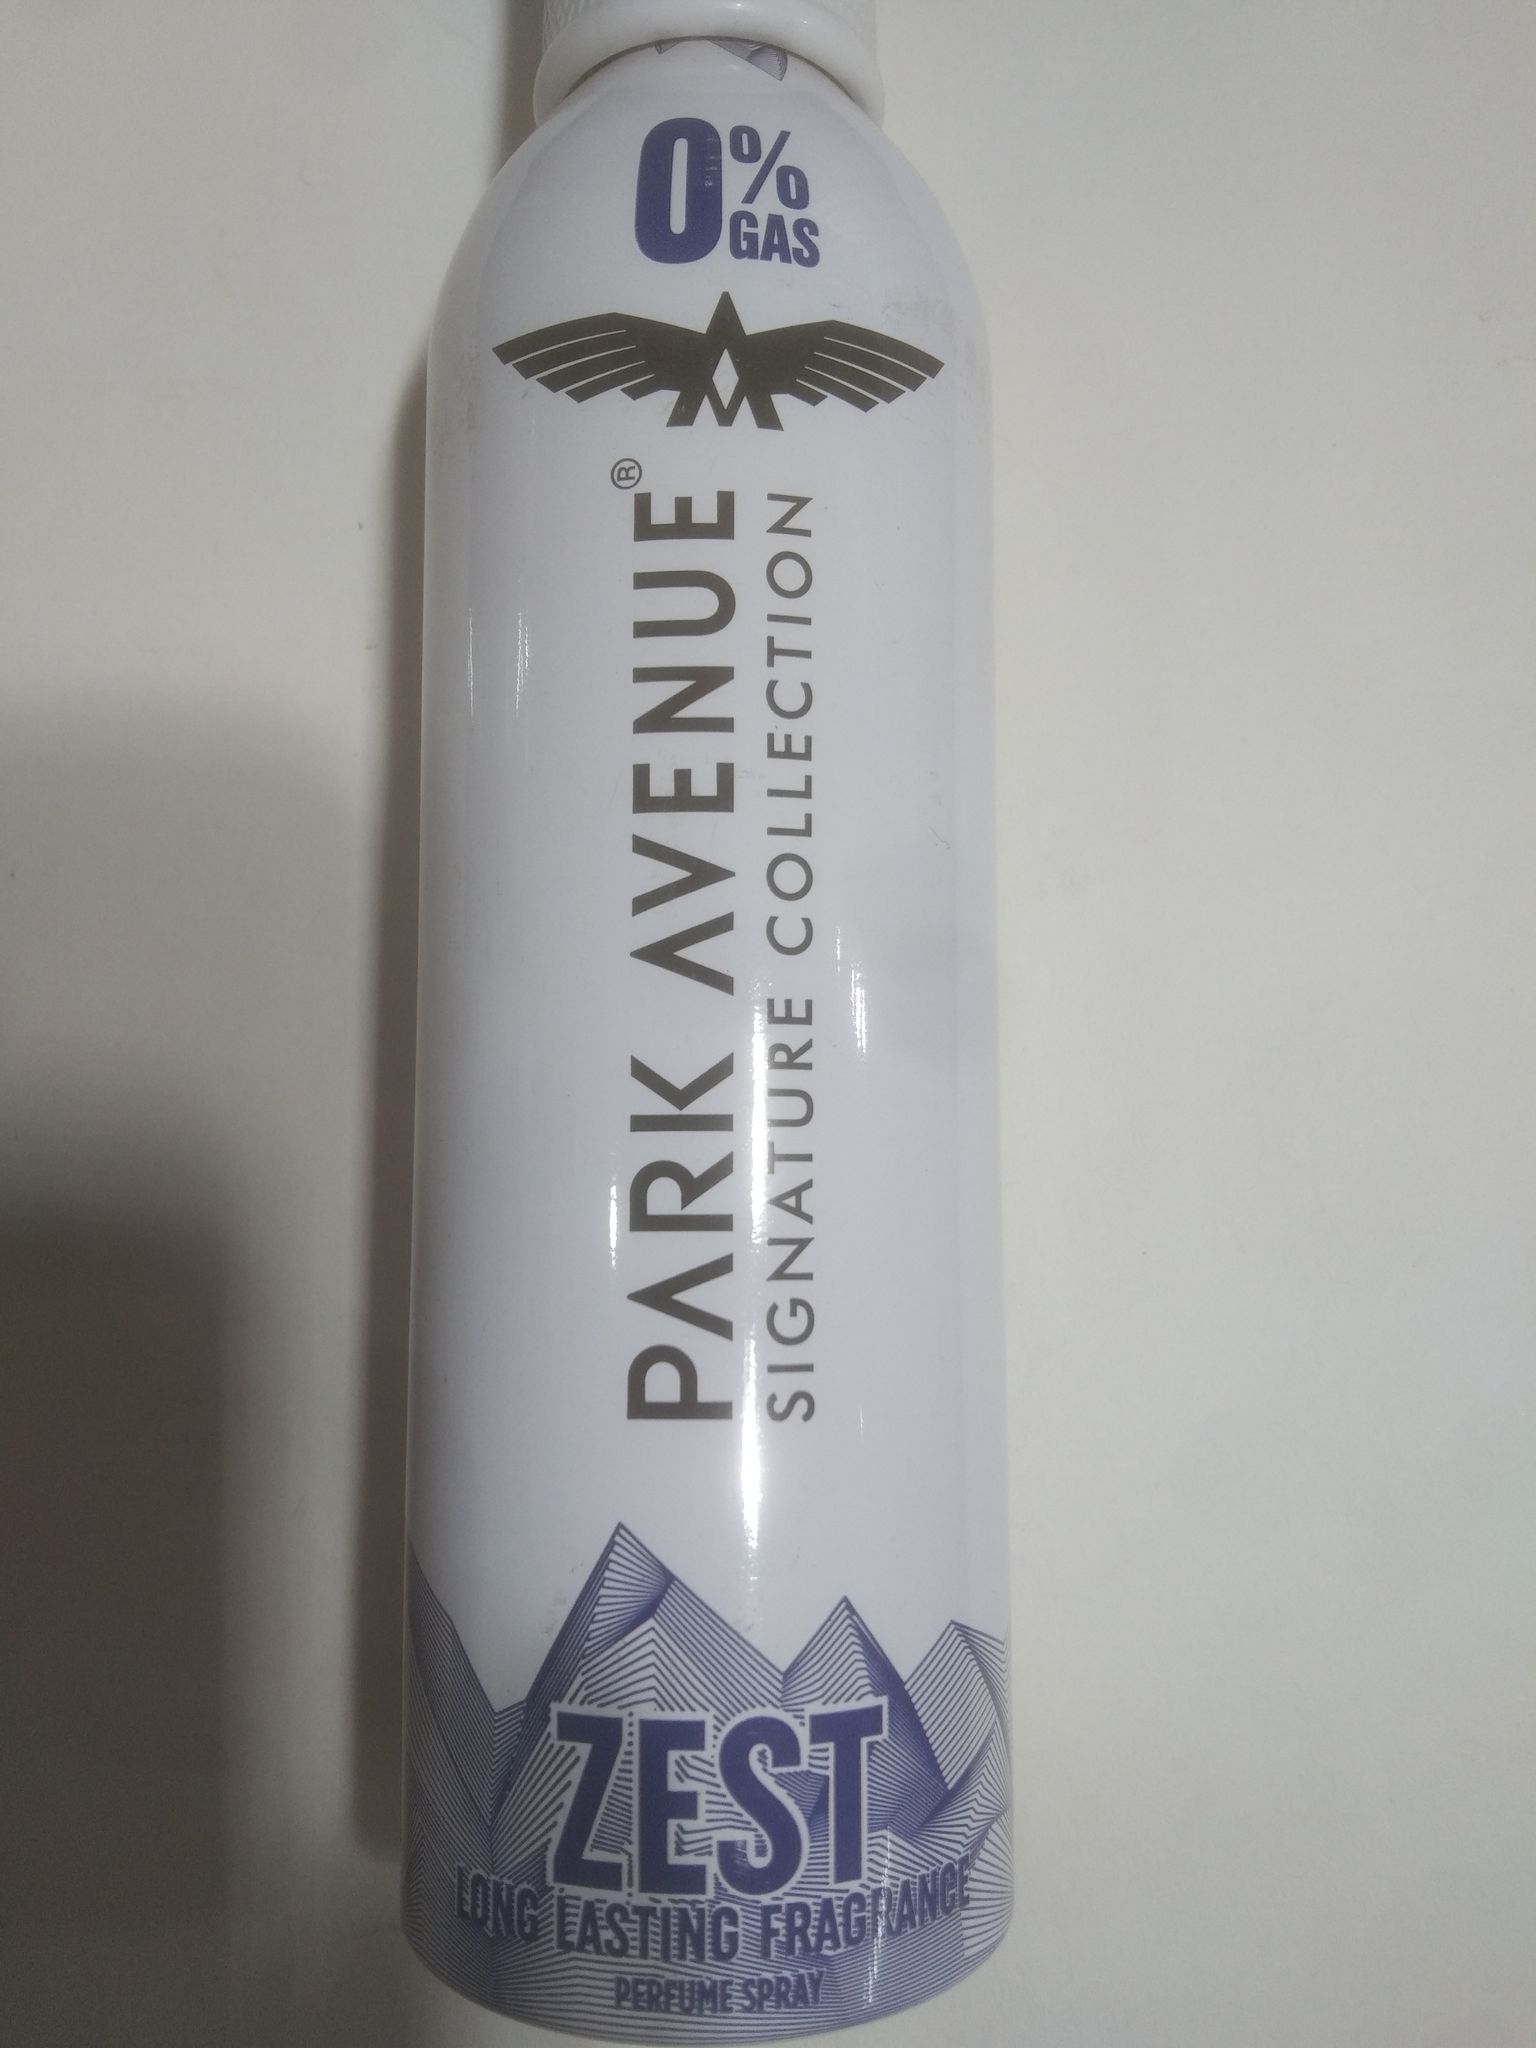 0%
GAS
PARK AVENUE®
SIGNATURE COLLECTION
ZEST
LONG LASTING FRAGRANCE
PERFUME SPRAY